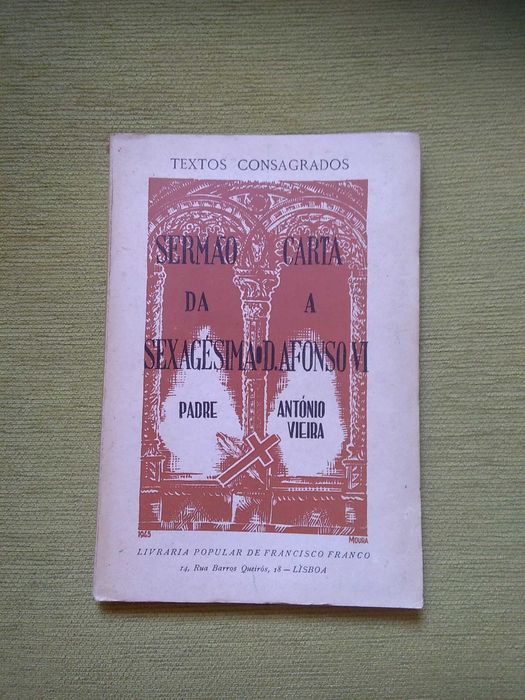 TEXTOS CONSAGRADOS
SERMÃO
DA
SEXAGÉSIMA
CARTA
A
D. AFONSO VI
PADRE ANTÓNIO
VIEIRA
1945
MOURA
LIVRARIA POPULAR DE FRANCISCO FRANCO
14, Rua Barros Queirós, 18 — LISBOA